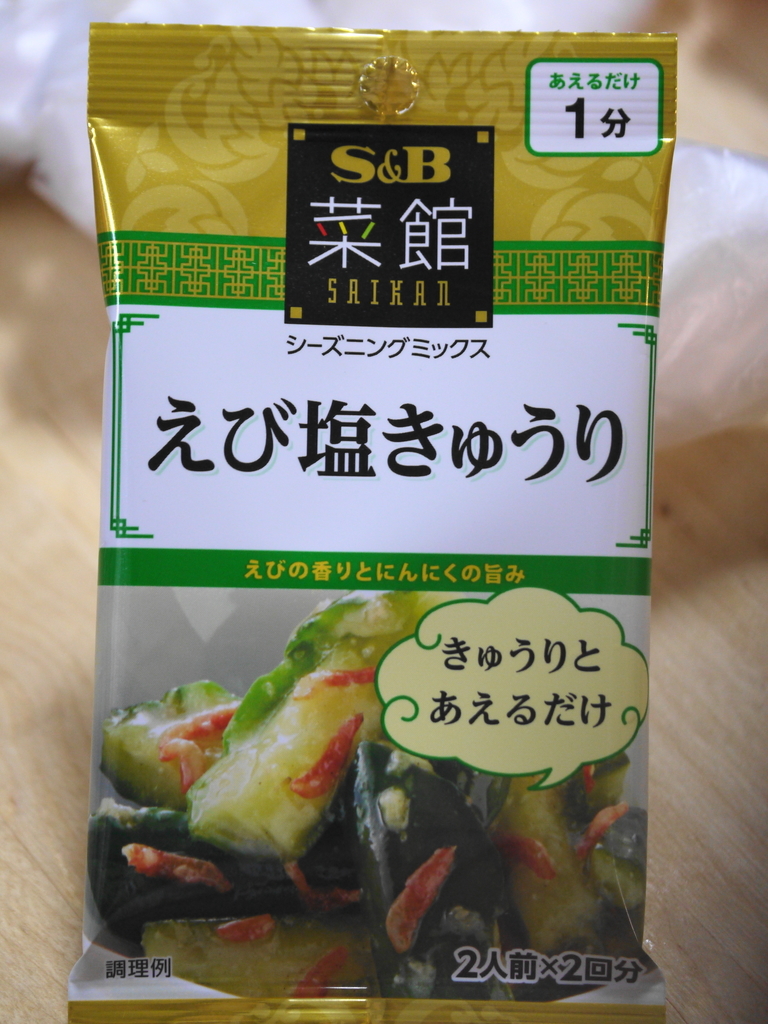 あえるだけ
1分
S&B
菜館
SAIKAN
シーズニングミックス
えび塩きゅうり
えびの香りとにんにくの旨み
きゅうりと
あえるだけ
調理例
2人前×2回分